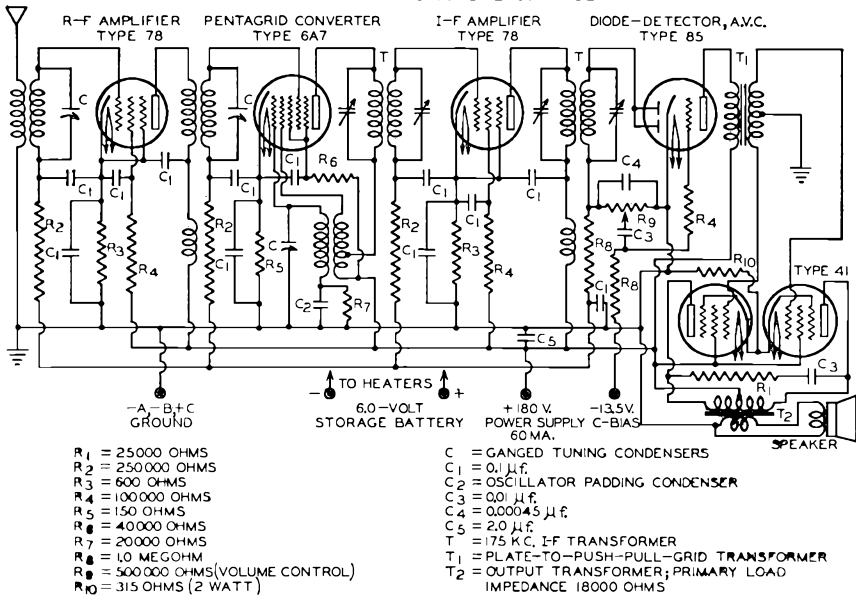 R-F AMPLIFIER
TYPE 78
PENTAGRID CONVERTER
TYPE 6A7
I-F AMPLIFIER
TYPE 78
DIODE-DETECTOR, A.V.C.
TYPE 85
C
C
T
T
T1
C1
C1
C1
C1
C1
R6
C1
C1
C4
R9
C3
R4
R2
C1
R3
R4
R2
C1
R5
C
C2
R7
R2
C1
R3
C1
R4
R8
C1
R8
R10
TYPE 41
C5
C3
R1
T2
SPEAKER
-A,-B,+C
GROUND
- TO HEATERS +
6.0-VOLT
STORAGE BATTERY
+180 V.
POWER SUPPLY
60 MA.
-13.5V.
C-BIAS
R1 = 25000 OHMS
R2 = 250000 OHMS
R3 = 600 OHMS
R4 = 100000 OHMS
R5 = 150 OHMS
R6 = 40000 OHMS
R7 = 20000 OHMS
R8 = 1.0 MEGOHM
R9 = 500000 OHMS (VOLUME CONTROL)
R10 = 315 OHMS (2 WATT)
C = GANGED TUNING CONDENSERS
C1 = 0.1 µf.
C2 = OSCILLATOR PADDING CONDENSER
C3 = 0.01 µf.
C4 = 0.00045 µf.
C5 = 2.0 µf.
T = 175 KC. I-F TRANSFORMER
T1 = PLATE-TO-PUSH-PULL-GRID TRANSFORMER
T2 = OUTPUT TRANSFORMER; PRIMARY LOAD
IMPEDANCE 18000 OHMS